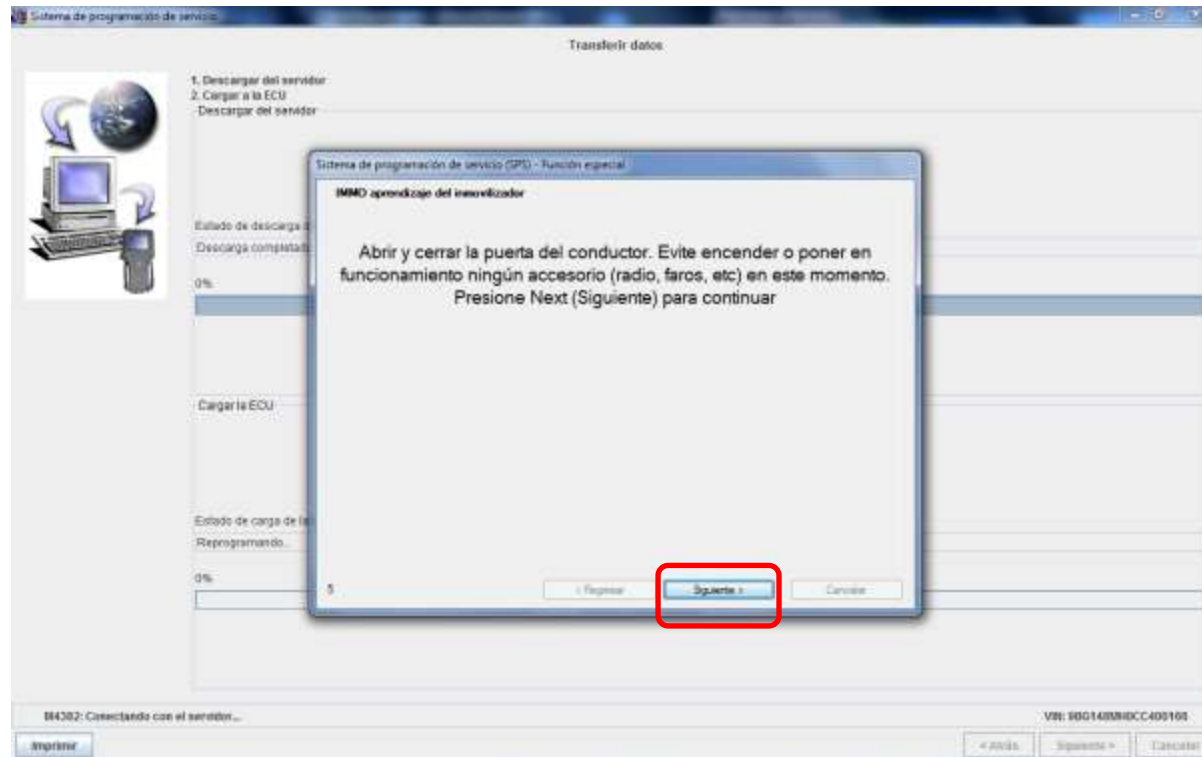 Sistema de programación de servicio
Transferir datos
1. Descargar del servidor
2. Cargar a la ECU
Descargar del servidor
Sistema de programación de servicio (SPS) - Función especial
IMMO aprendizaje del inmovilizador
Estado de descarga
Descarga completada
Abrir y cerrar la puerta del conductor. Evite encender o poner en
funcionamiento ningún accesorio (radio, faros, etc) en este momento.
Presione Next (Siguiente) para continuar
0%
Cargar la ECU
Estado de carga de la
Reprogramando..
0%
5
< Regresar
Siguiente >
Cancelar
Conectando con el servidor...
VIN:
Imprimir
< Atrás
Siguiente >
Cancelar